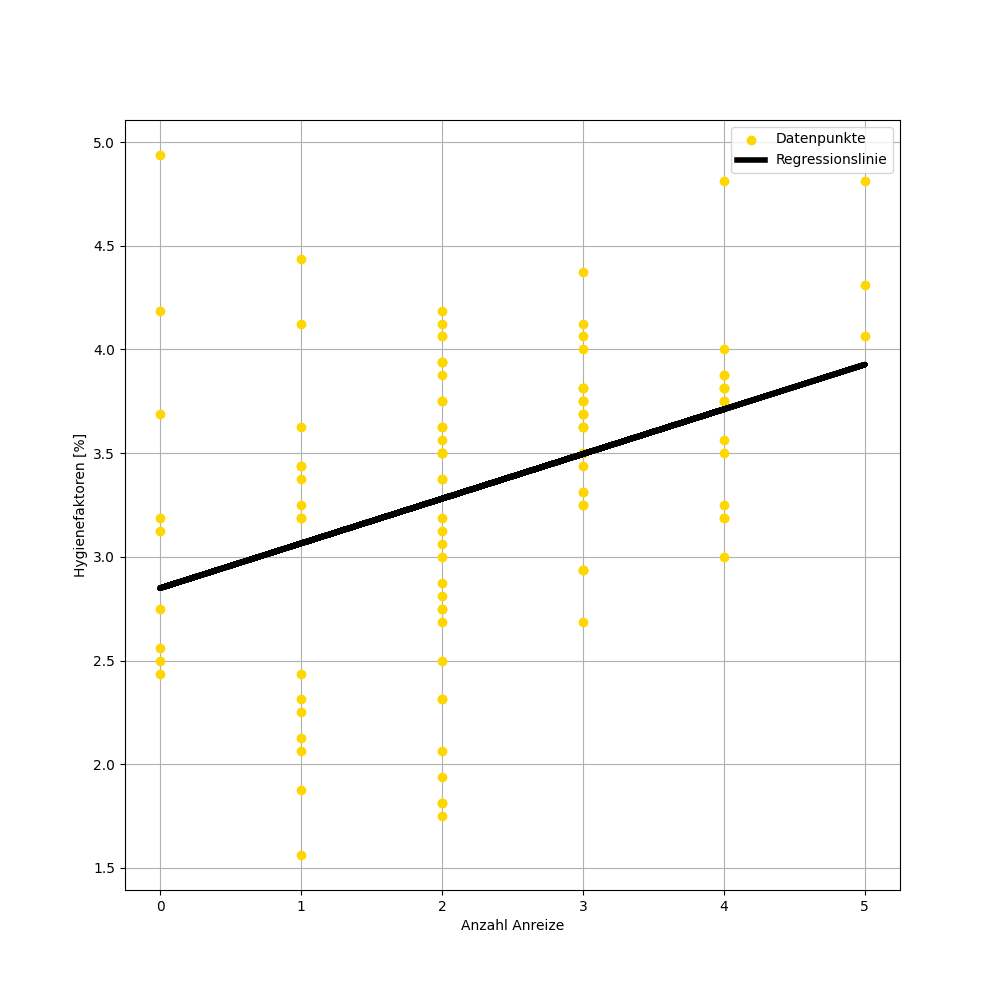 Datenpunkte
Regressionslinie
5.0
4.5
4.0
3.5
3.0
2.5
2.0
1.5
Hygienefaktoren [%]
0 1 2 3 4 5
Anzahl Anreize